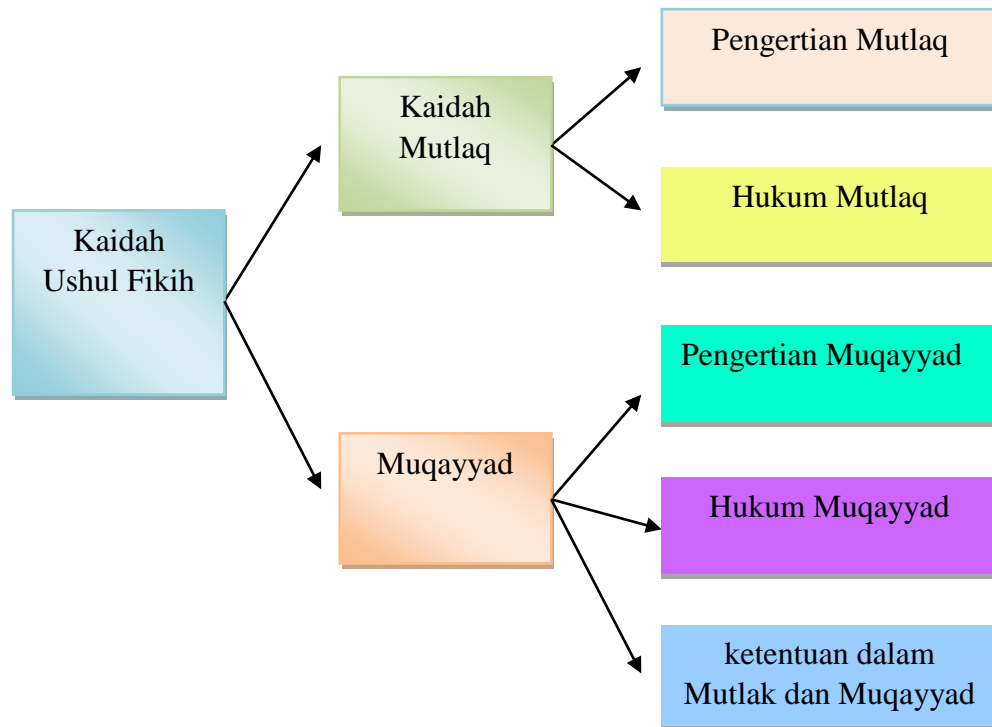 Kaidah
Ushul Fikih
Kaidah
Mutlaq
Pengertian Mutlaq
Hukum Mutlaq
Muqayyad
Pengertian Muqayyad
Hukum Muqayyad
ketentuan dalam
Mutlak dan Muqayyad